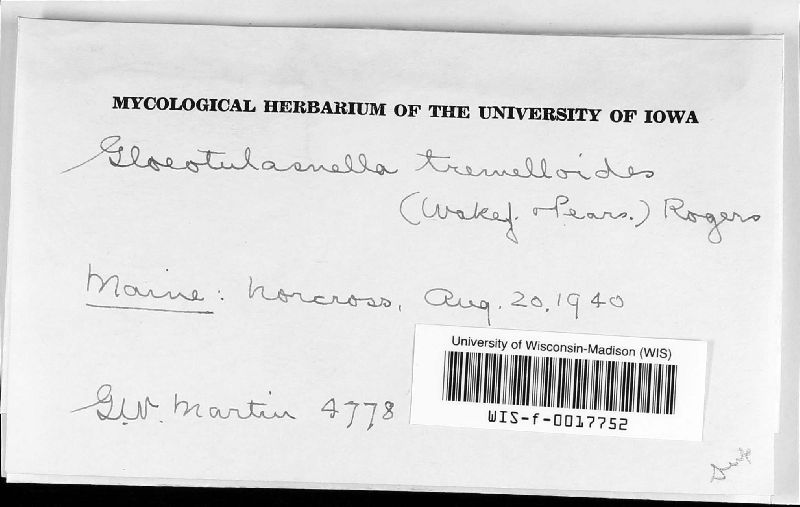 MYCOLOGICAL HERBARIUM OF THE UNIVERSITY OF IOWA
Gloeotulasnella tremelloides
(Wakef. & Pears.) Rogers
Maine: Norcross, Aug. 20, 1940
University of Wisconsin-Madison (WIS)
WIS-f-0017752
G.W. Martin 4778